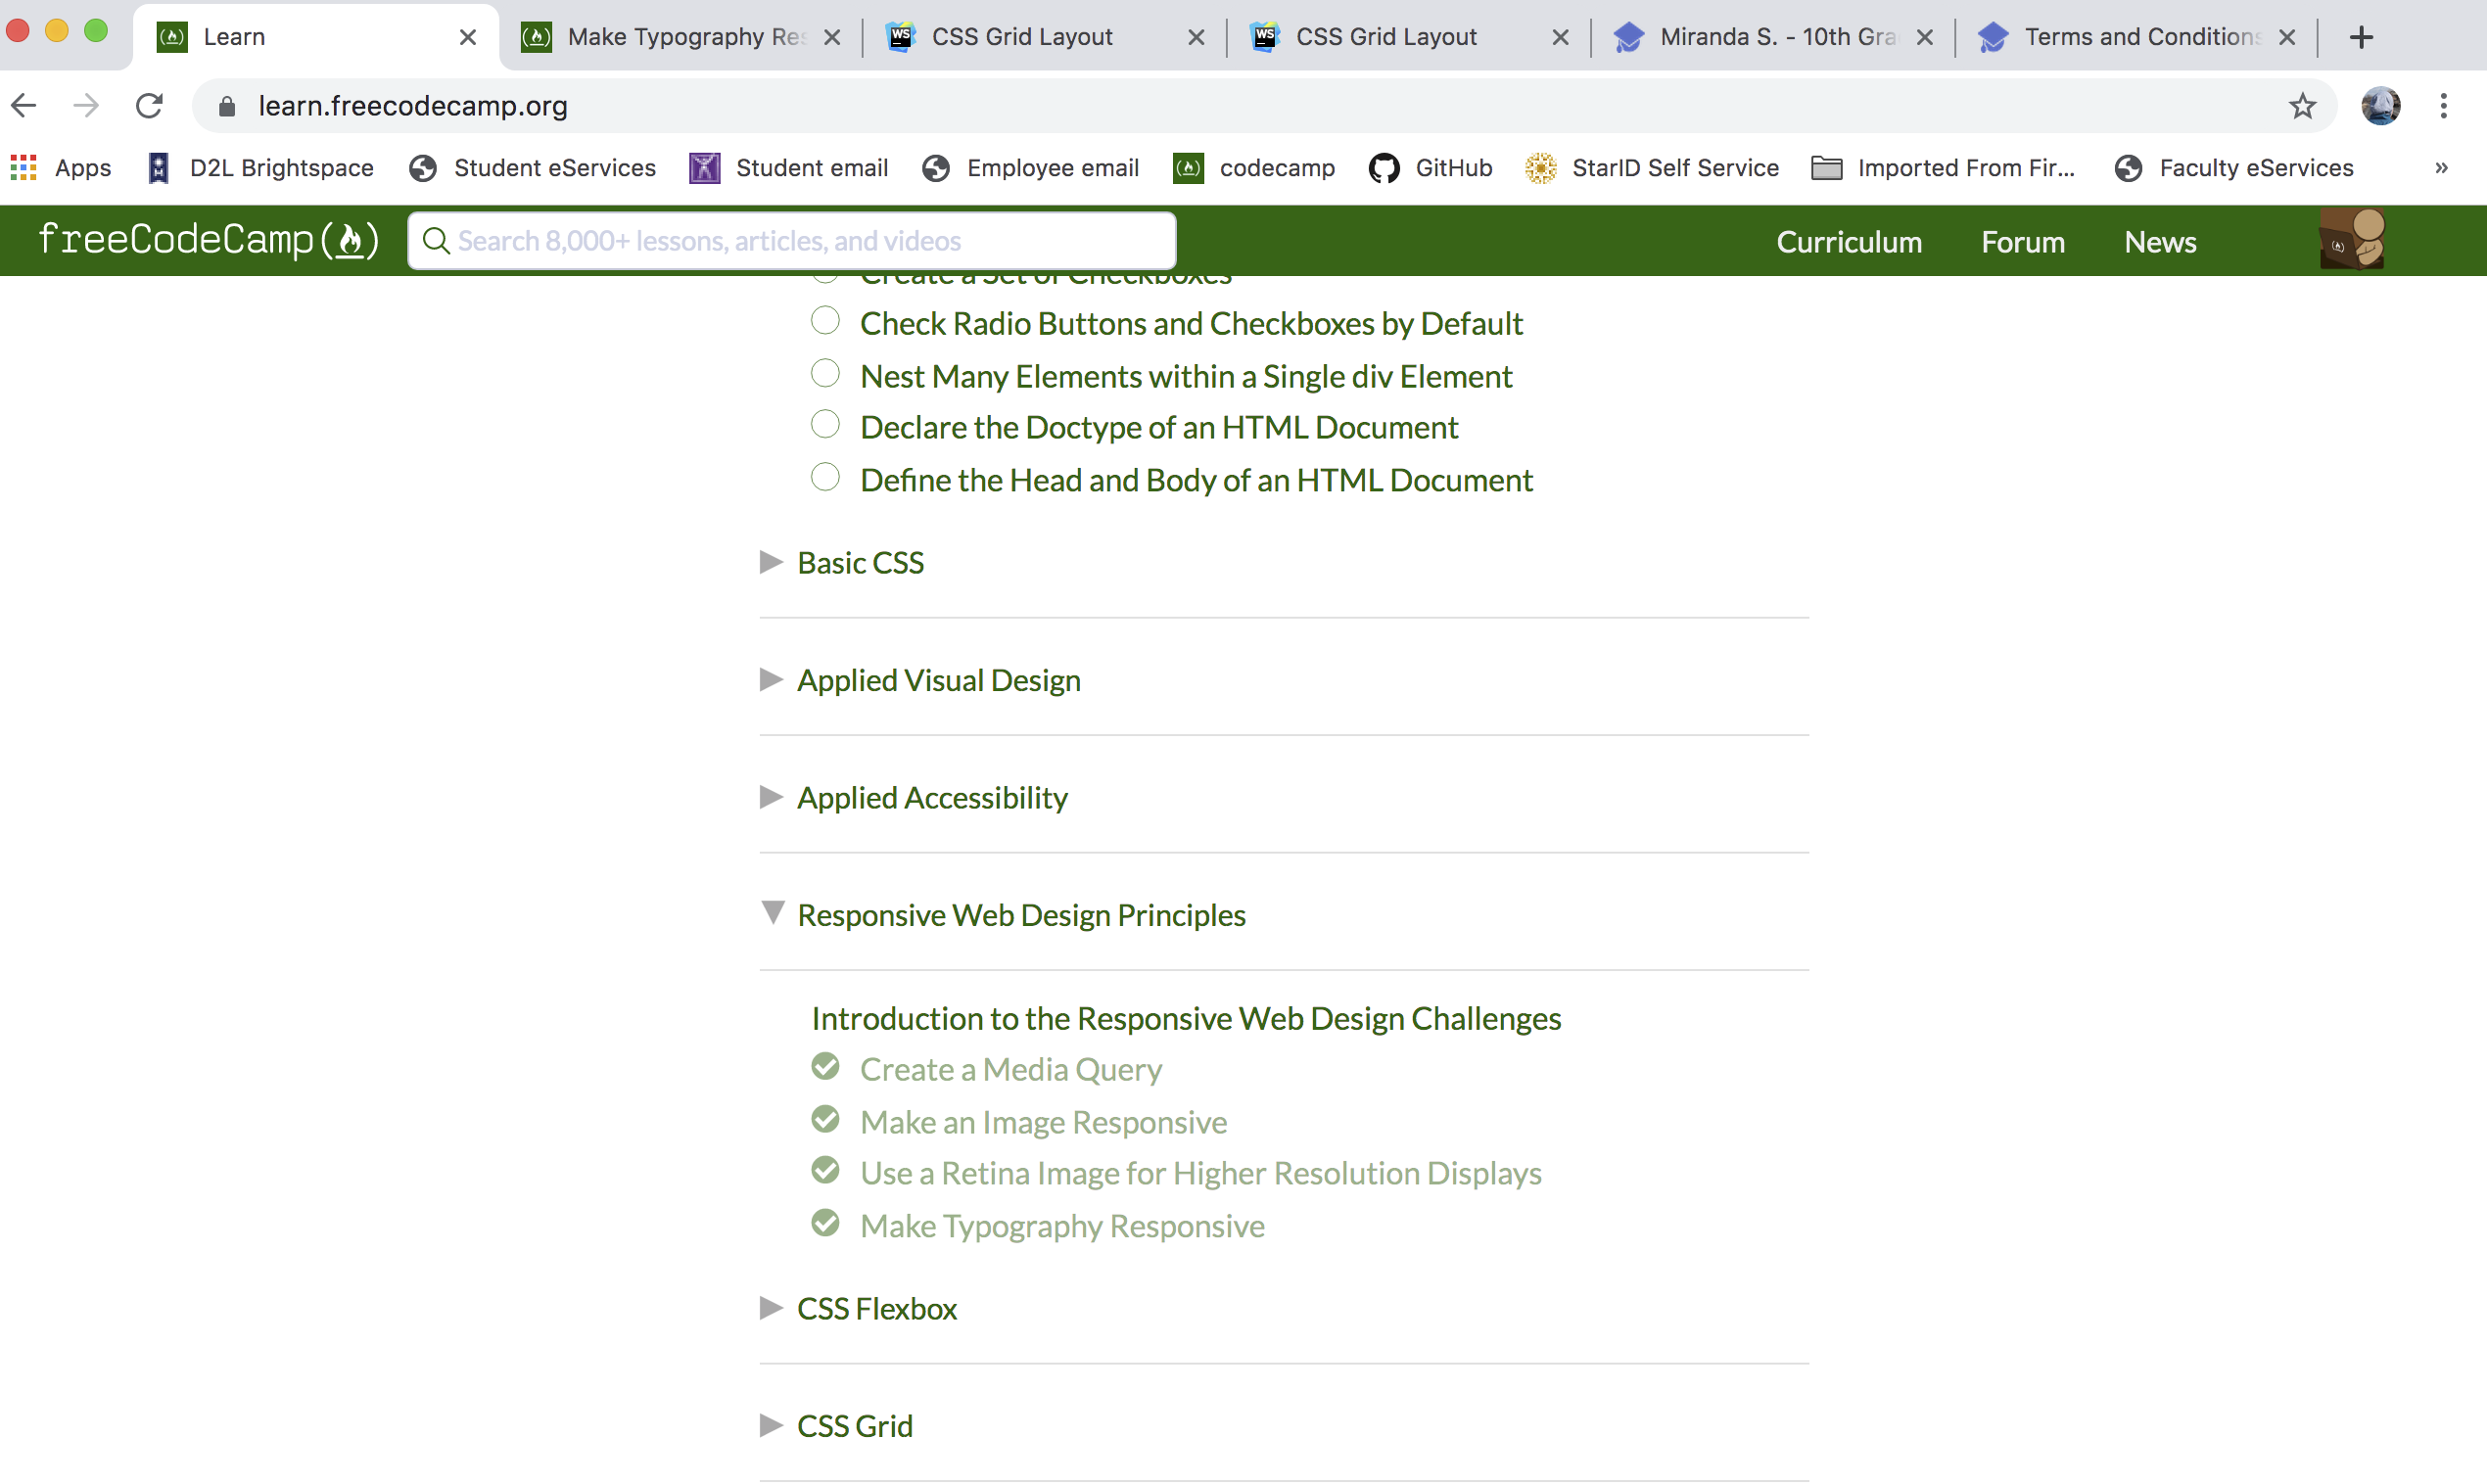 Learn
Make Typography Res
CSS Grid Layout
CSS Grid Layout
Miranda S. - 10th Gra
Terms and Conditions
learn.freecodecamp.org
Apps
D2L Brightspace
Student eServices
Student email
Employee email
codecamp
GitHub
StarID Self Service
Imported From Fir...
Faculty eServices
»
freeCodeCamp
Search 8,000+ lessons, articles, and videos
Curriculum
Forum
News
Create a Set of Checkboxes
Check Radio Buttons and Checkboxes by Default
Nest Many Elements within a Single div Element
Declare the Doctype of an HTML Document
Define the Head and Body of an HTML Document
Basic CSS
Applied Visual Design
Applied Accessibility
Responsive Web Design Principles
Introduction to the Responsive Web Design Challenges
Create a Media Query
Make an Image Responsive
Use a Retina Image for Higher Resolution Displays
Make Typography Responsive
CSS Flexbox
CSS Grid